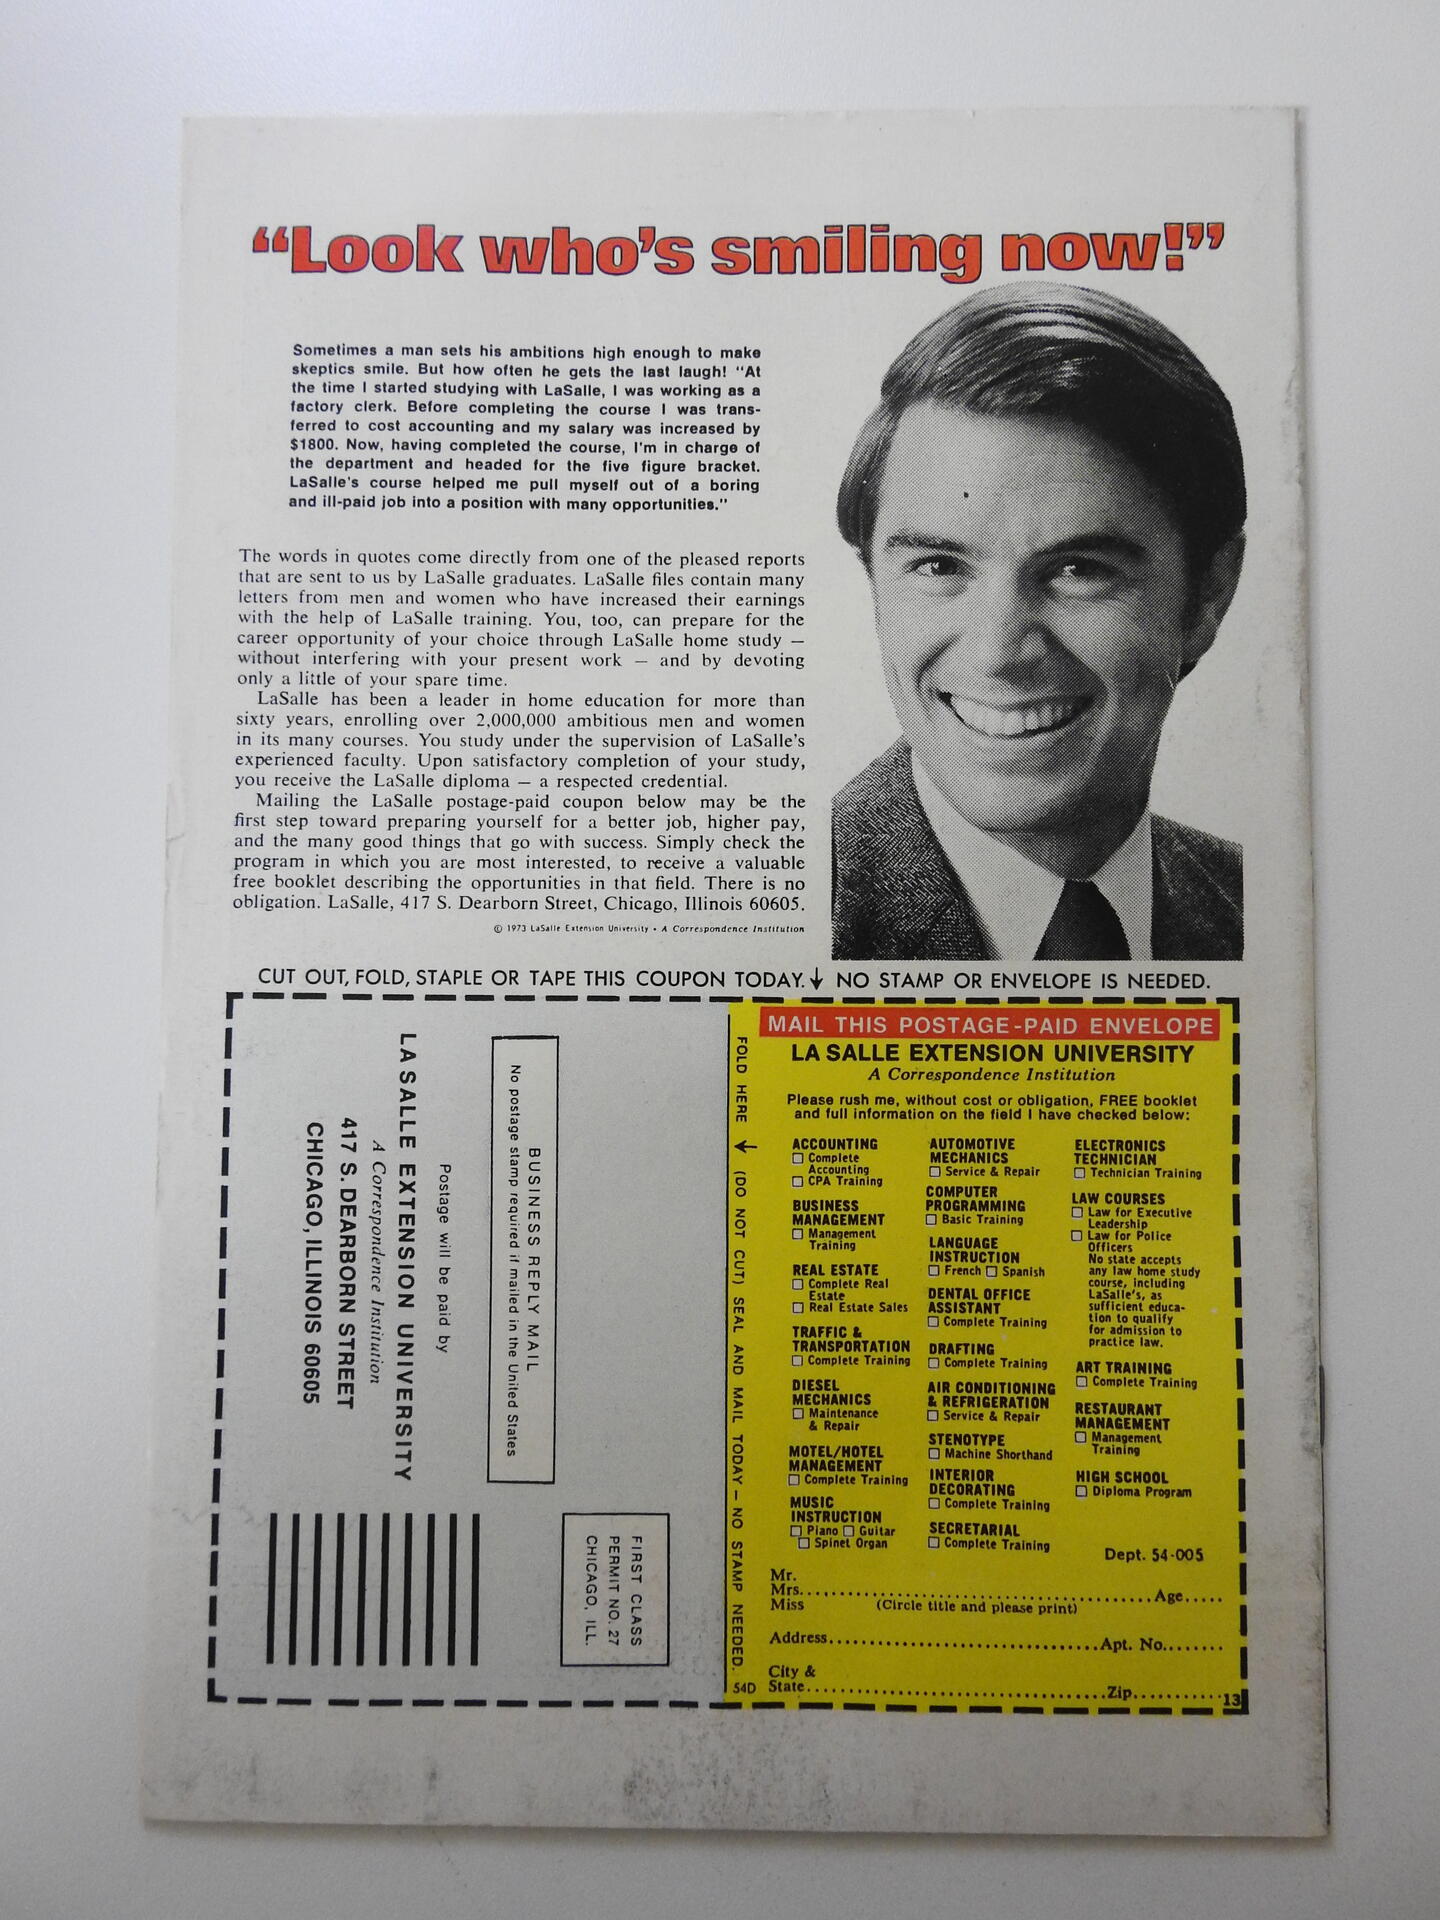 “Look who’s smiling now!”
Sometimes a man sets his ambitions high enough to make
skeptics smile. But how often he gets the last laugh! “At
the time I started studying with LaSalle, I was working as a
factory clerk. Before completing the course I was trans-
ferred to cost accounting and my salary was increased by
$1800. Now, having completed the course, I'm in charge of
the department and headed for the five figure bracket.
LaSalle's course helped me pull myself out of a boring
and ill-paid job into a position with many opportunities.”
The words in quotes come directly from one of the pleased reports
that are sent to us by LaSalle graduates. LaSalle files contain many
letters from men and women who have increased their earnings
with the help of LaSalle training. You, too, can prepare for the
career opportunity of your choice through LaSalle home study —
without interfering with your present work — and by devoting
only a little of your spare time.
LaSalle has been a leader in home education for more than
sixty years, enrolling over 2,000,000 ambitious men and women
in its many courses. You study under the supervision of LaSalle's
experienced faculty. Upon satisfactory completion of your study,
you receive the LaSalle diploma — a respected credential.
Mailing the LaSalle postage-paid coupon below may be the
first step toward preparing yourself for a better job, higher pay,
and the many good things that go with success. Simply check the
program in which you are most interested, to receive a valuable
free booklet describing the opportunities in that field. There is no
obligation. LaSalle, 417 S. Dearborn Street, Chicago, Illinois 60605.
© 1973 LaSalle Extension University • A Correspondence Institution
CUT OUT, FOLD, STAPLE OR TAPE THIS COUPON TODAY. ↓ NO STAMP OR ENVELOPE IS NEEDED.
FIRST CLASS
PERMIT NO. 27
CHICAGO, ILL.
BUSINESS REPLY MAIL
No postage stamp required if mailed in the United States
Postage will be paid by
LA SALLE EXTENSION UNIVERSITY
A Correspondence Institution
417 S. DEARBORN STREET
CHICAGO, ILLINOIS 60605
FOLD HERE ↓ (DO NOT CUT) SEAL AND MAIL TODAY — NO STAMP NEEDED.
54D
MAIL THIS POSTAGE-PAID ENVELOPE
LA SALLE EXTENSION UNIVERSITY
A Correspondence Institution
Please rush me, without cost or obligation, FREE booklet
and full information on the field I have checked below:
ACCOUNTING
☐ Complete
Accounting
☐ CPA Training
BUSINESS
MANAGEMENT
☐ Management
Training
REAL ESTATE
☐ Complete Real
Estate
☐ Real Estate Sales
TRAFFIC &
TRANSPORTATION
☐ Complete Training
DIESEL
MECHANICS
☐ Maintenance
& Repair
MOTEL/HOTEL
MANAGEMENT
☐ Complete Training
MUSIC
INSTRUCTION
☐ Piano ☐ Guitar
☐ Spinet Organ
AUTOMOTIVE
MECHANICS
☐ Service & Repair
COMPUTER
PROGRAMMING
☐ Basic Training
LANGUAGE
INSTRUCTION
☐ French ☐ Spanish
DENTAL OFFICE
ASSISTANT
☐ Complete Training
DRAFTING
☐ Complete Training
AIR CONDITIONING
& REFRIGERATION
☐ Service & Repair
STENOTYPE
☐ Machine Shorthand
INTERIOR
DECORATING
☐ Complete Training
SECRETARIAL
☐ Complete Training
ELECTRONICS
TECHNICIAN
☐ Technician Training
LAW COURSES
☐ Law for Executive
Leadership
☐ Law for Police
Officers
No state accepts
any law home study
course, including
LaSalle's, as
sufficient educa-
tion to qualify
for admission to
practice law.
ART TRAINING
☐ Complete Training
RESTAURANT
MANAGEMENT
☐ Management
Training
HIGH SCHOOL
☐ Diploma Program
Dept. 54-005
Mr.
Mrs. Age
Miss (Circle title and please print)
Address Apt. No.
City &
State Zip
13